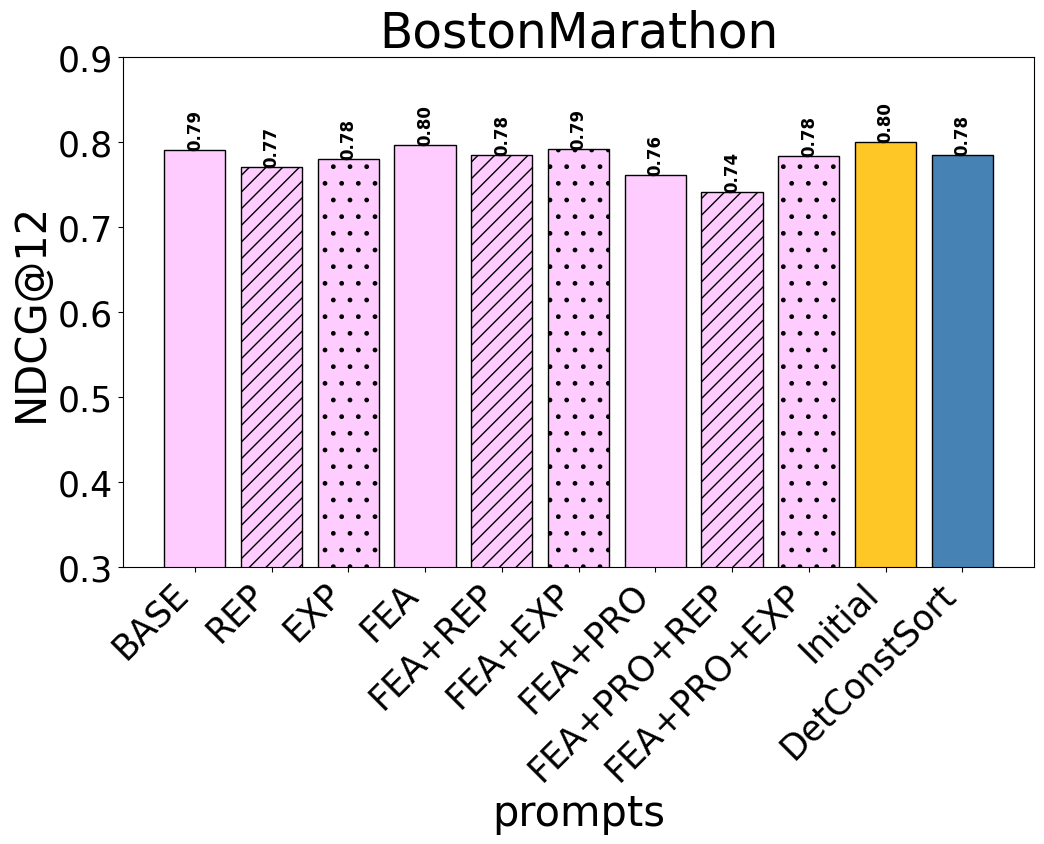 BostonMarathon
NDCG@12
0.9
0.8
0.7
0.6
0.5
0.4
0.3
0.79
0.77
0.78
0.80
0.78
0.79
0.76
0.74
0.78
0.80
0.78
BASE
REP
EXP
FEA
FEA+REP
FEA+EXP
FEA+PRO
FEA+PRO+REP
FEA+PRO+EXP
Initial
DetConstSort
prompts